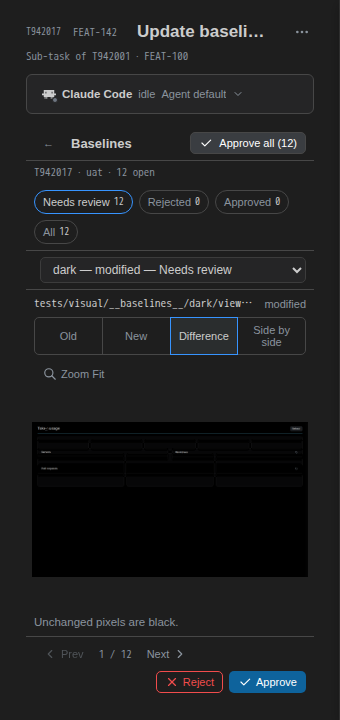 T942017 FEAT-142 Update baseli… ···
Sub-task of T942001 · FEAT-100
Claude Code idle Agent default
← Baselines Approve all (12)
T942017 · uat · 12 open
Needs review 12 Rejected 0 Approved 0
All 12
dark — modified — Needs review
tests/visual/__baselines__/dark/view… modified
Old New Difference Side by side
Zoom Fit
Unchanged pixels are black.
Prev 1 / 12 Next
Reject Approve